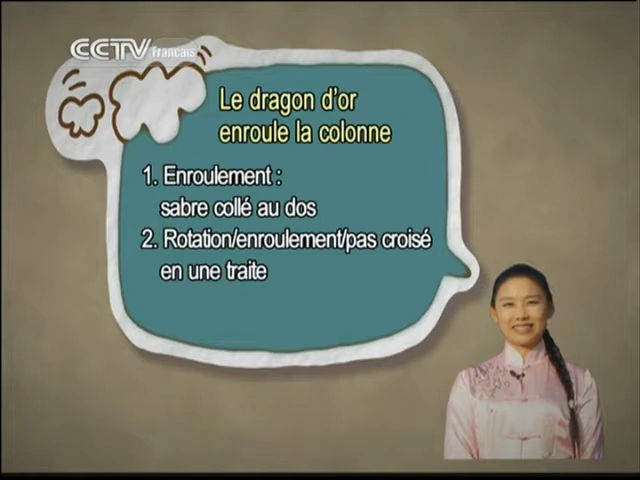 CCTV Français
Le dragon d'or
enroule la colonne
1. Enroulement :
sabre collé au dos
2. Rotation/enroulement/pas croisé
en une traite